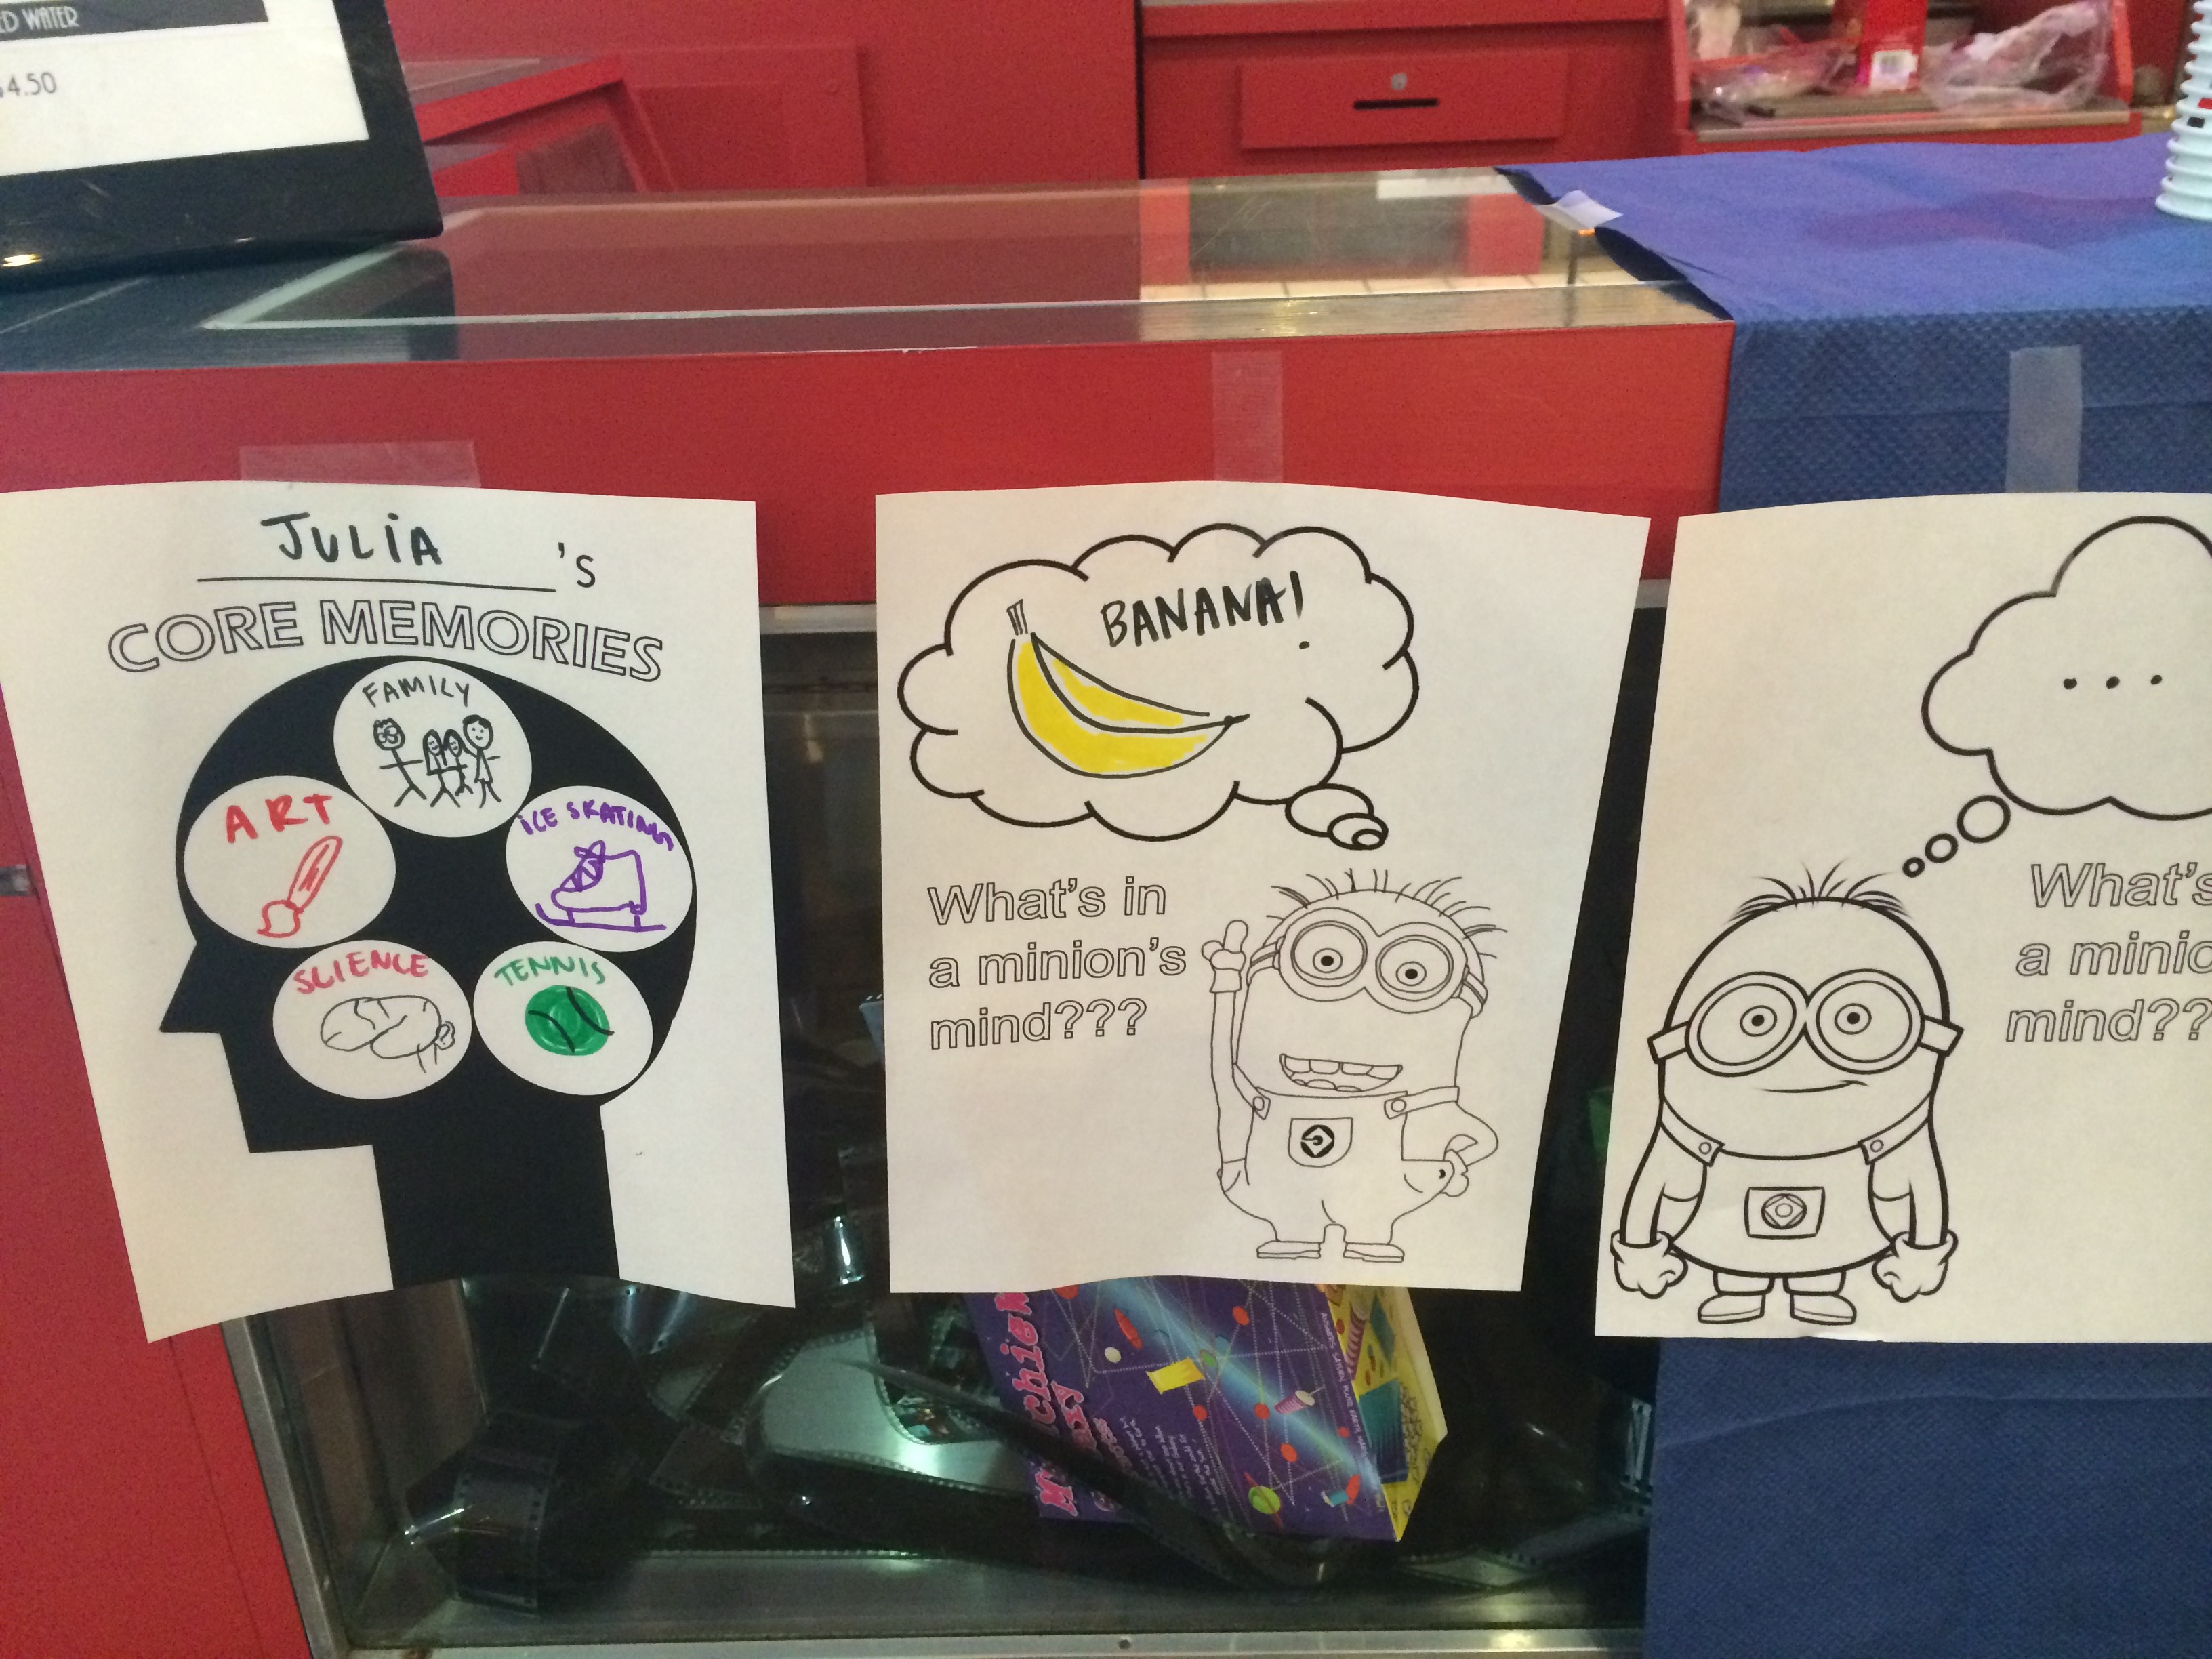 ED WATER
$4.50
JULIA 's
CORE MEMORIES
FAMILY
ART
ICE SKATING
SCIENCE
TENNIS
BANANA!
What's in
a minion's
mind???
...
What's
a minio
mind??